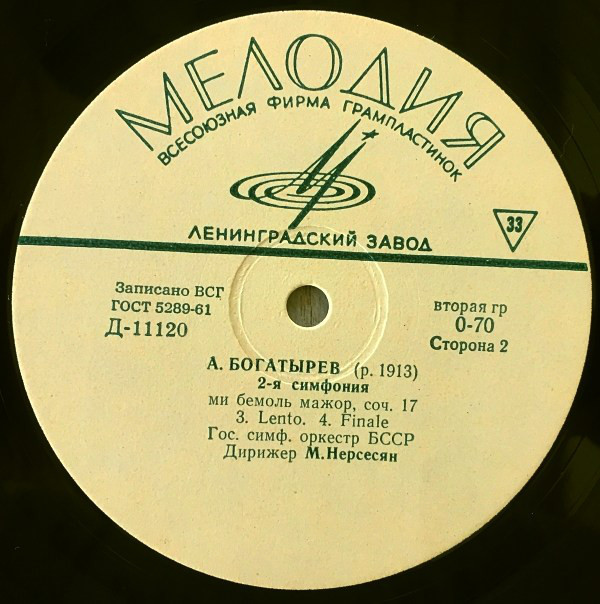 МЕЛОДИЯ
ВСЕСОЮЗНАЯ ФИРМА ГРАМПЛАСТИНОК
ЛЕНИНГРАДСКИЙ ЗАВОД
33
Записано ВСГ
ГОСТ 5289-61
Д-11120
вторая гр
0-70
Сторона 2
А. БОГАТЫРЕВ (р. 1913)
2-я симфония
ми бемоль мажор, соч. 17
3. Lento. 4. Finale
Гос. симф. оркестр БССР
Дирижер М. Нерсесян